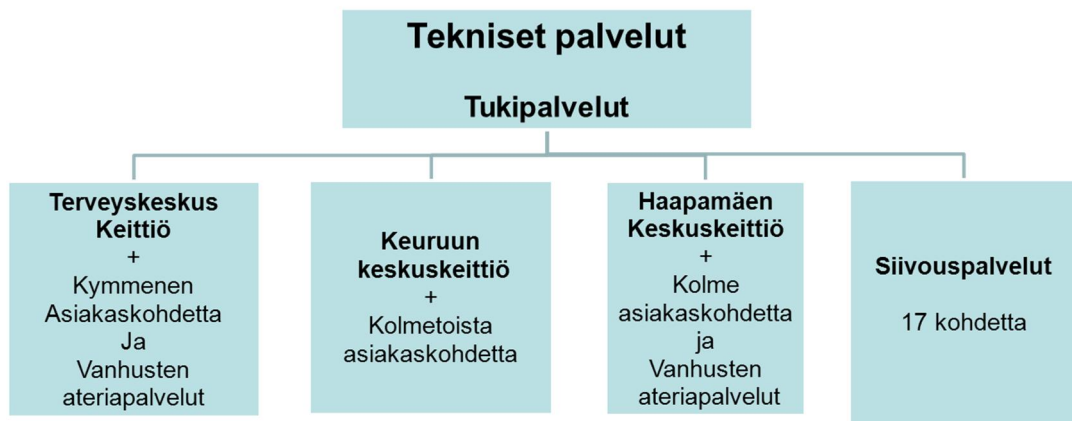 Tekniset palvelut
Tukipalvelut
Terveyskeskus
Keittiö
+
Kymmenen
Asiakaskohdetta
Ja
Vanhusten
ateriapalvelut
Keuruun
keskuskeittiö
+
Kolmetoista
asiakaskohdetta
Haapamäen
Keskuskeittiö
+
Kolme
asiakaskohdetta
ja
Vanhusten
ateriapalvelut
Siivouspalvelut
17 kohdetta